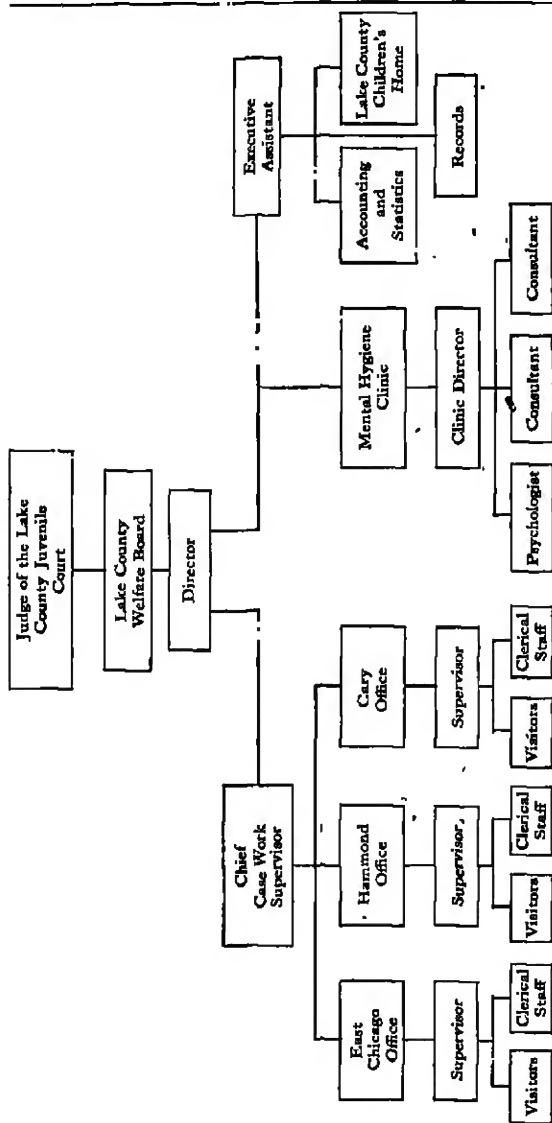 Judge of the Lake
County Juvenile
Court
Lake County
Welfare Board
Director
Chief
Case Work
Supervisor
Executive
Assistant
East
Chicago
Office
Hammond
Office
Gary
Office
Mental Hygiene
Clinic
Accounting
and
Statistics
Lake County
Children's
Home
Supervisor
Supervisor
Supervisor
Clinic Director
Records
Visitors
Clerical
Staff
Visitors
Clerical
Staff
Visitors
Clerical
Staff
Psychologist
Consultant
Consultant